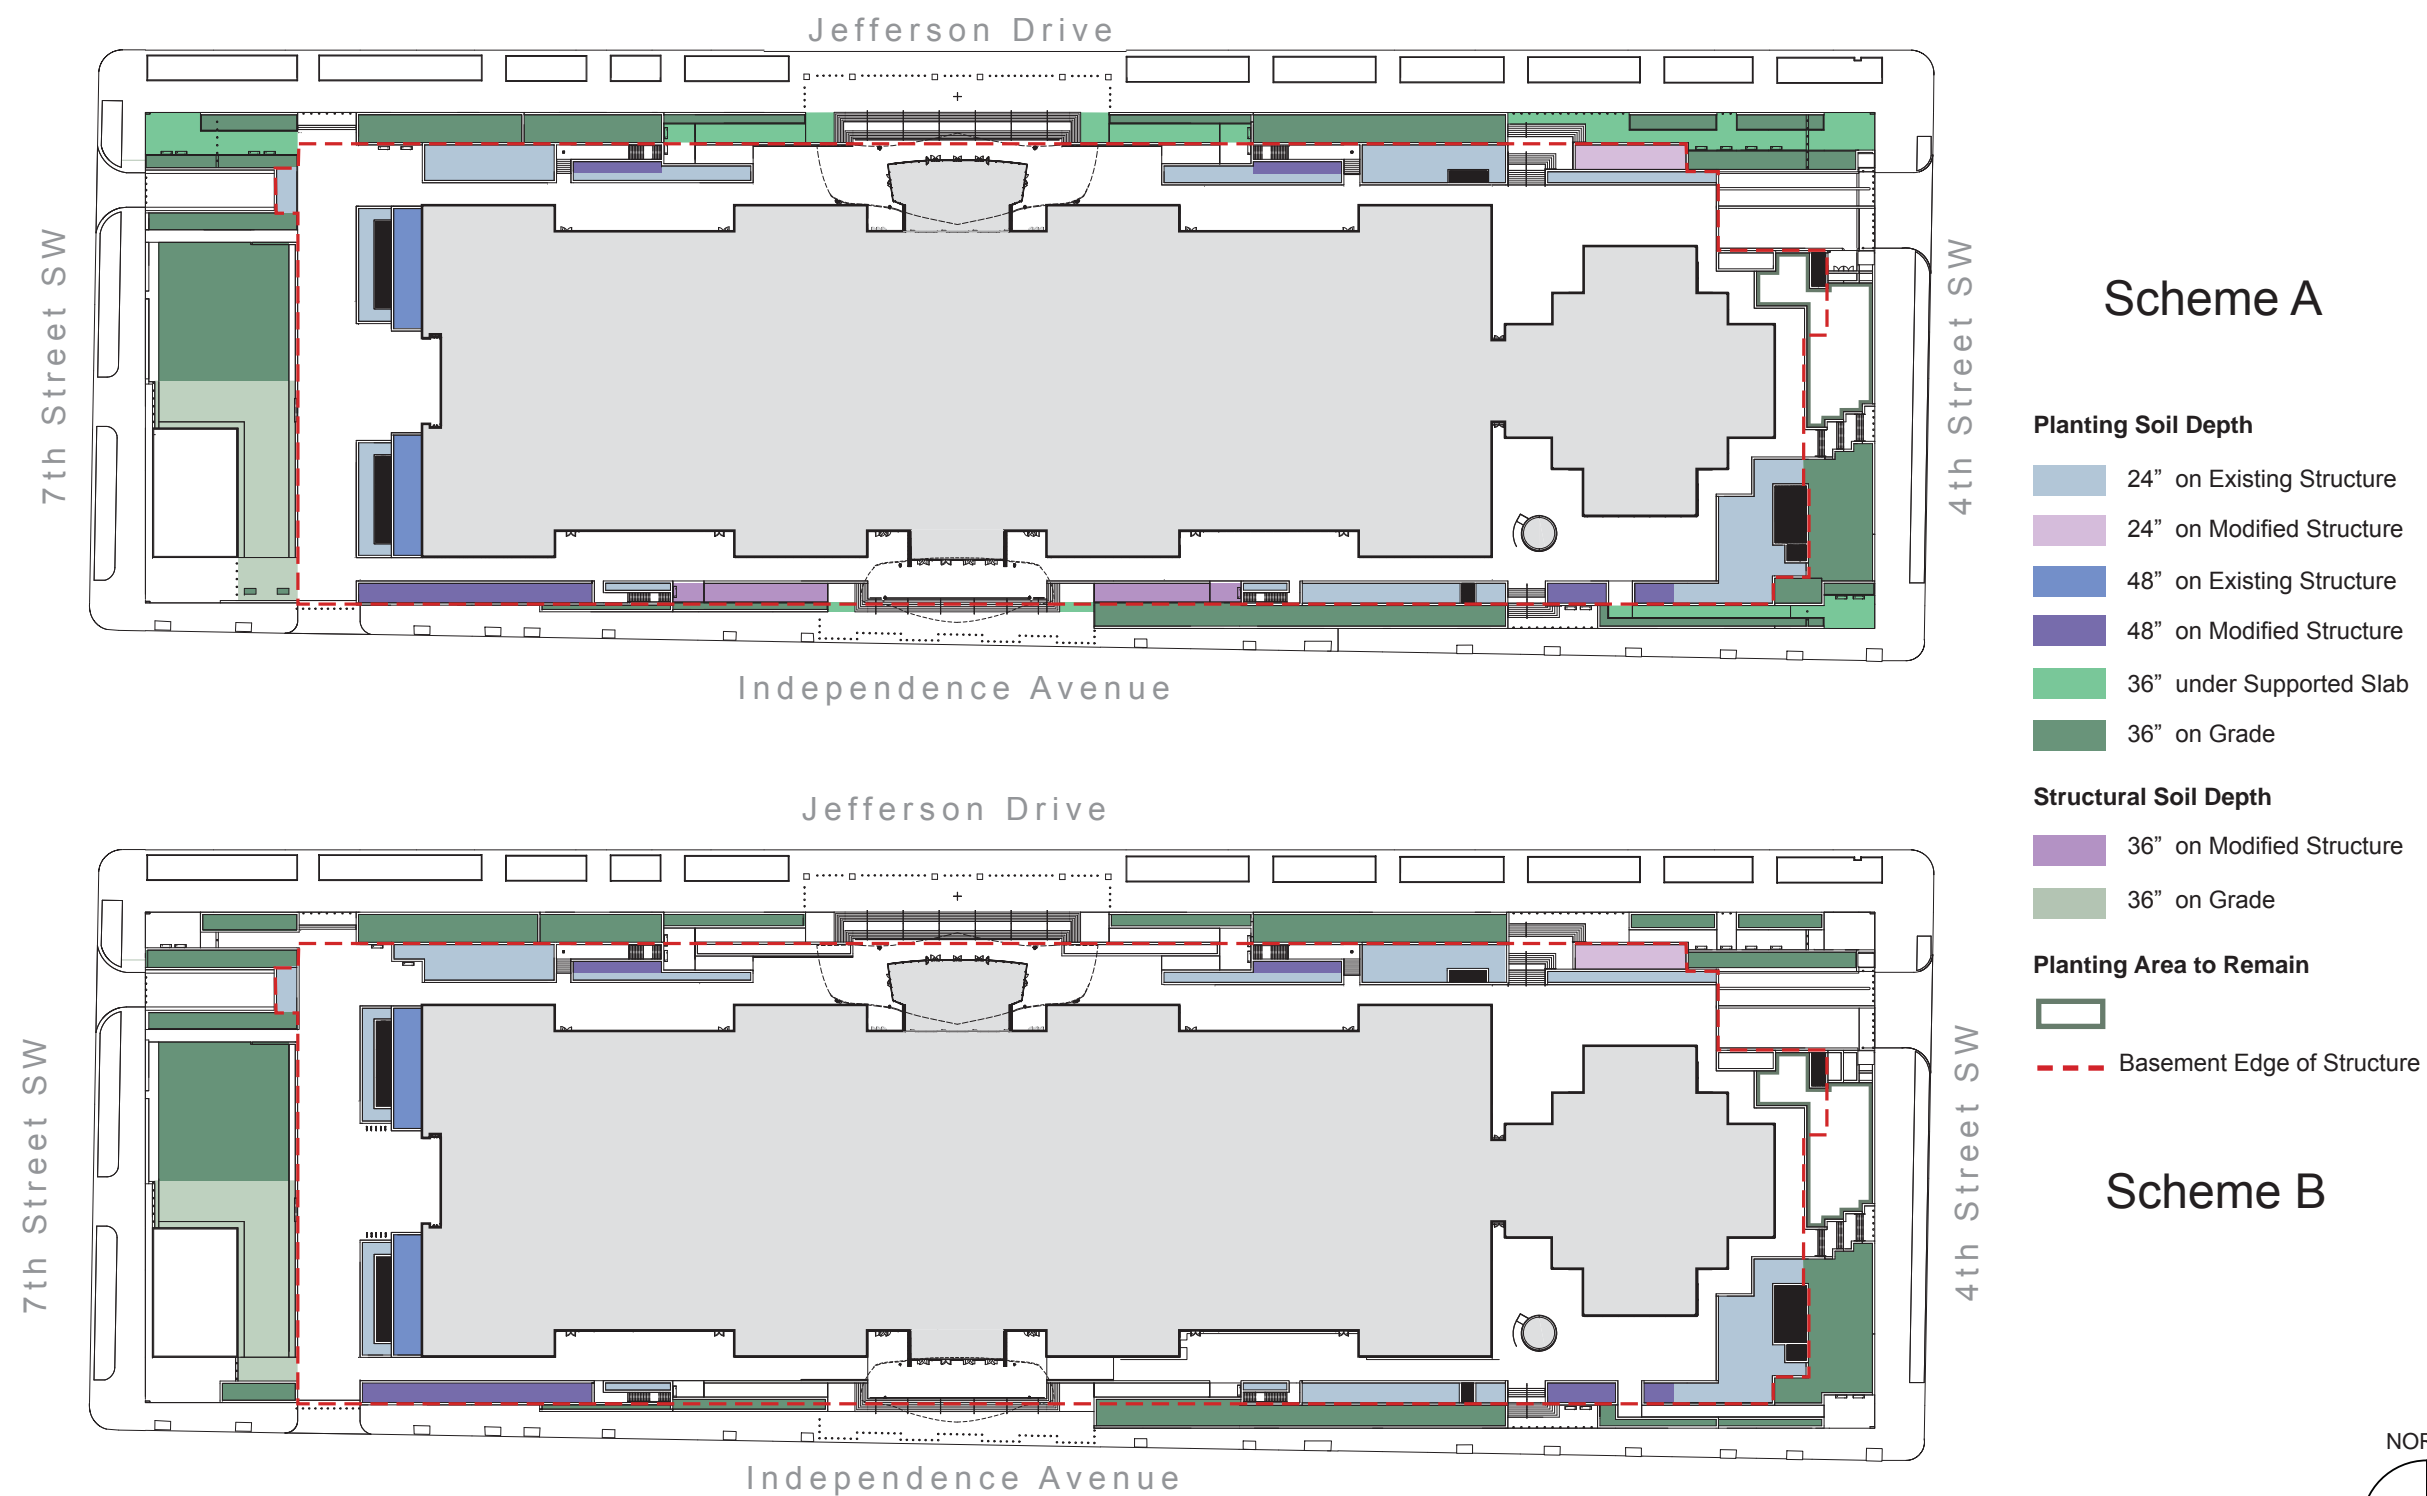 Jefferson Drive
7th Street SW
4th Street SW
Independence Avenue
Scheme A
Planting Soil Depth
24” on Existing Structure
24” on Modified Structure
48” on Existing Structure
48” on Modified Structure
36” under Supported Slab
36” on Grade
Structural Soil Depth
36” on Modified Structure
36” on Grade
Planting Area to Remain
Basement Edge of Structure
Jefferson Drive
7th Street SW
4th Street SW
Scheme B
Independence Avenue
NOR